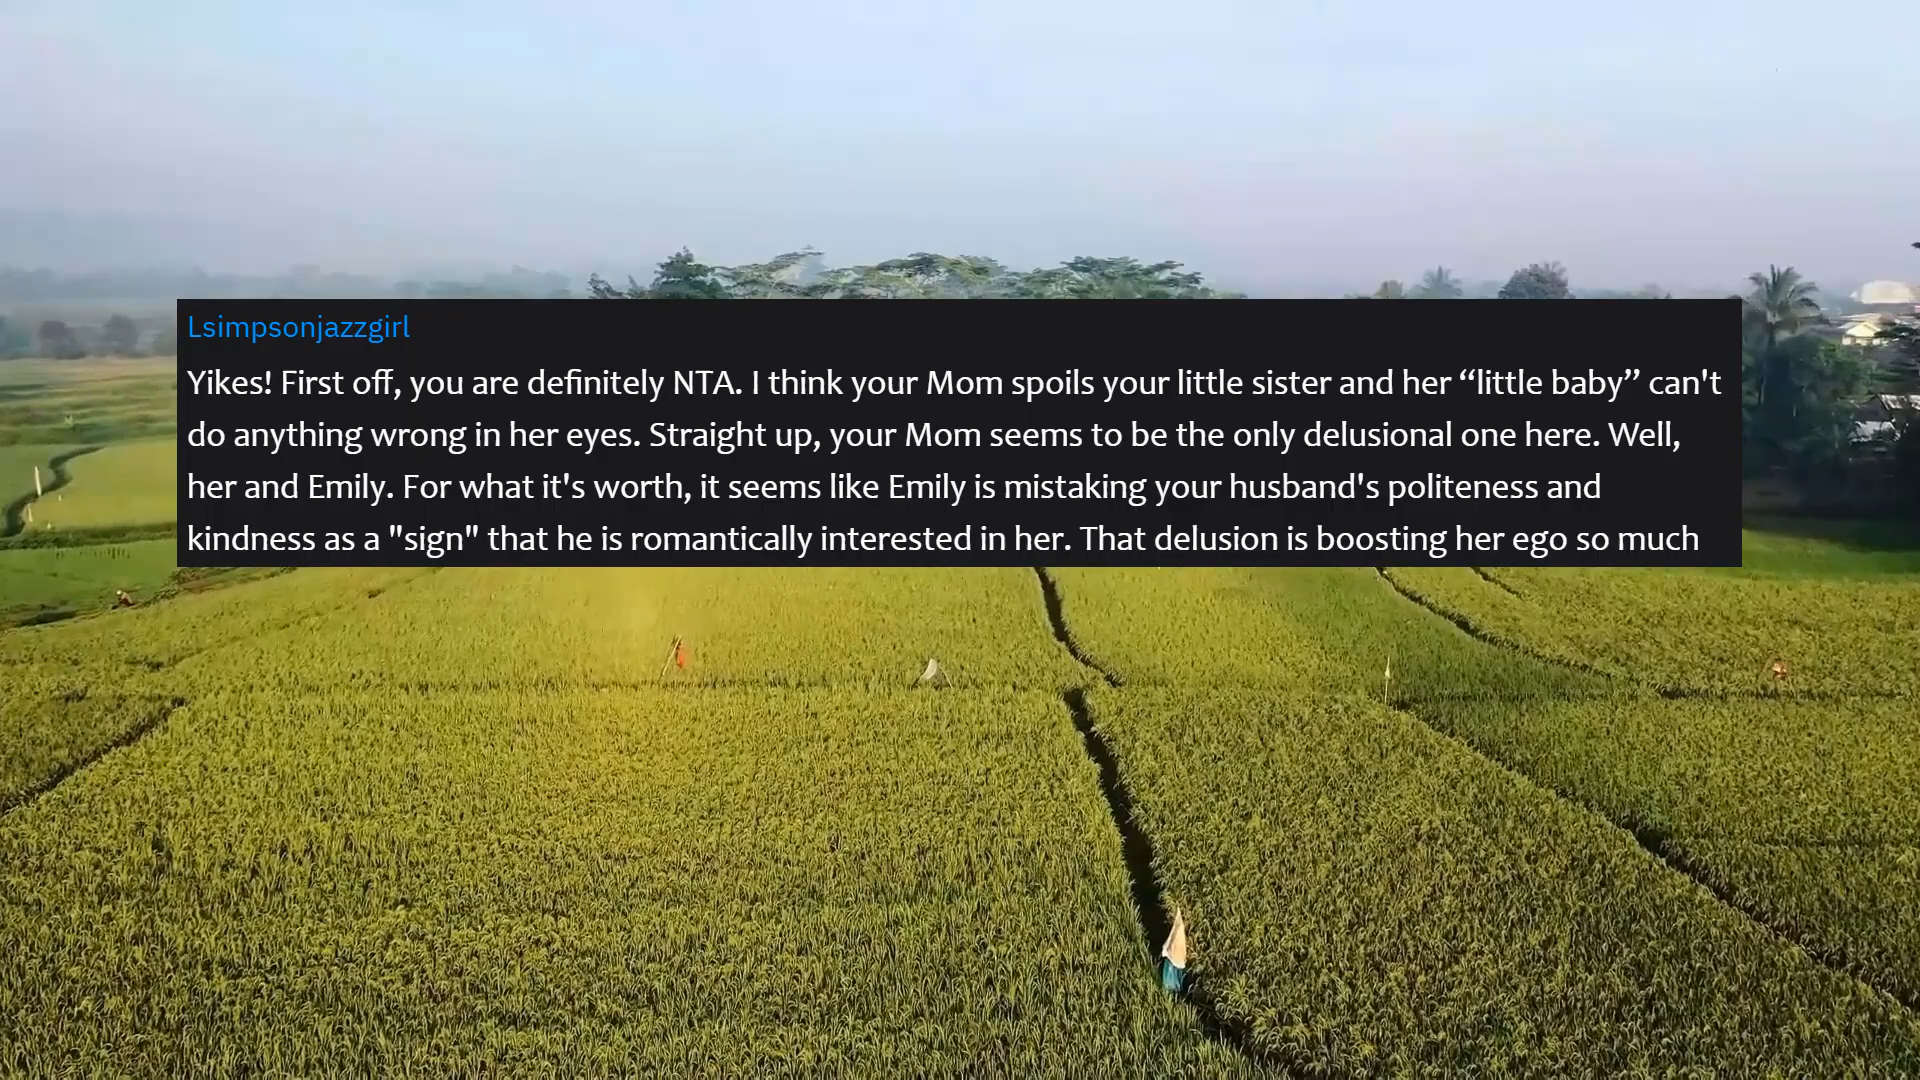 Lsimpsonjazzgirl
Yikes! First off, you are definitely NTA. I think your Mom spoils your little sister and her “little baby” can't
do anything wrong in her eyes. Straight up, your Mom seems to be the only delusional one here. Well,
her and Emily. For what it's worth, it seems like Emily is mistaking your husband's politeness and
kindness as a "sign" that he is romantically interested in her. That delusion is boosting her ego so much